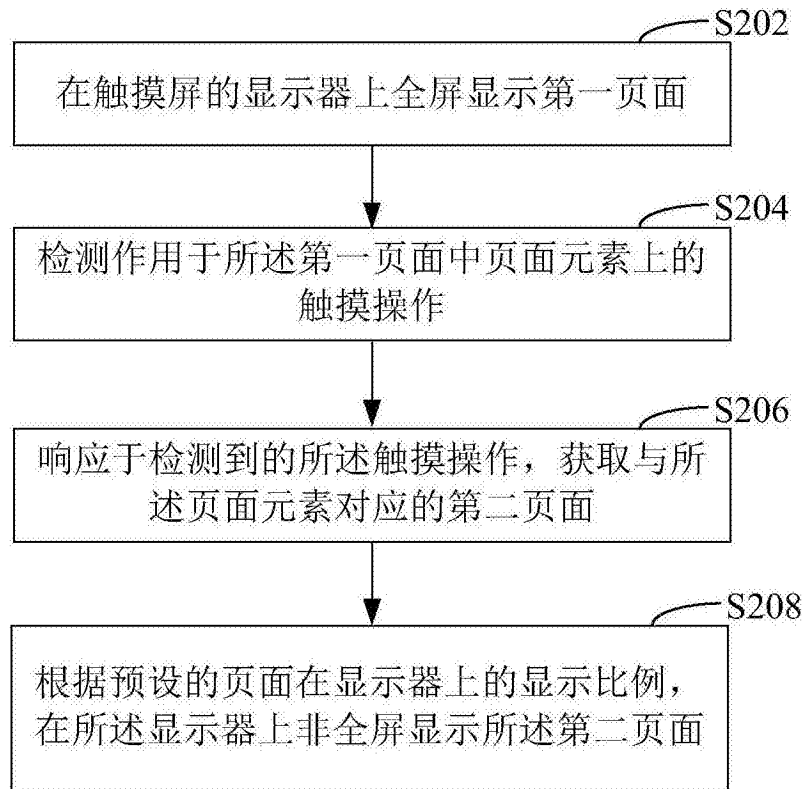 S202
在触摸屏的显示器上全屏显示第一页面
S204
检测作用于所述第一页面中页面元素上的
触摸操作
S206
响应于检测到的所述触摸操作，获取与所
述页面元素对应的第二页面
S208
根据预设的页面在显示器上的显示比例，
在所述显示器上非全屏显示所述第二页面